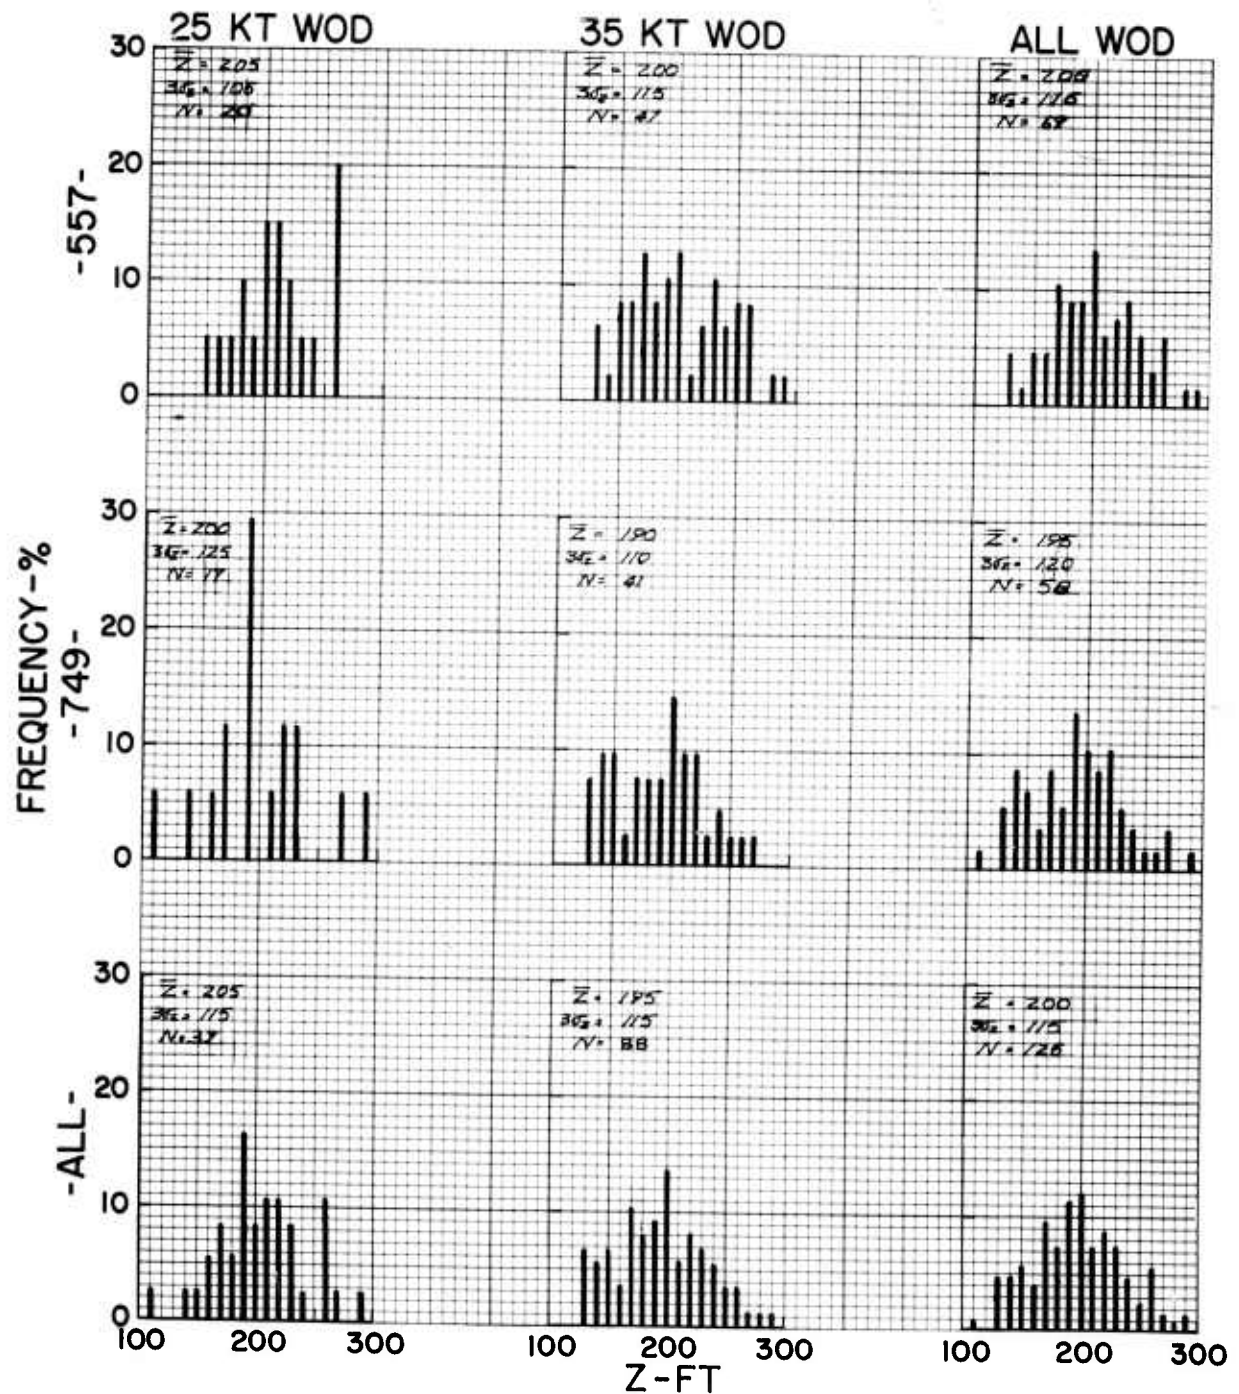 25 KT WOD
35 KT WOD
ALL WOD
FREQUENCY-%
-557-
30
20
10
0
Z̄ = 205
3σz =
N = 20
Z̄ = 200
3σz = 115
N = 47
Z̄ = 200
3σz = 115
N =
-749-
30
20
10
0
Z̄ = 200
3σz = 125
N = 17
Z̄ = 190
3σz = 110
N = 41
Z̄ = 195
3σz = 120
N = 58
-ALL-
30
20
10
0
Z̄ = 205
3σz = 115
N = 37
Z̄ = 195
3σz = 115
N = 88
Z̄ = 200
3σz = 115
N =
100 200 300
100 200 300
100 200 300
Z-FT